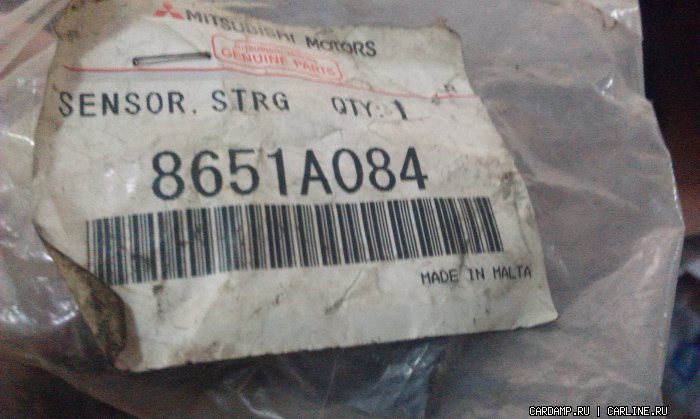 MITSUBISHI MOTORS
GENUINE PARTS
SENSOR. STRG QTY: 1
8651A084
MADE IN MALTA
CARDAMP.RU | CARLINE.RU